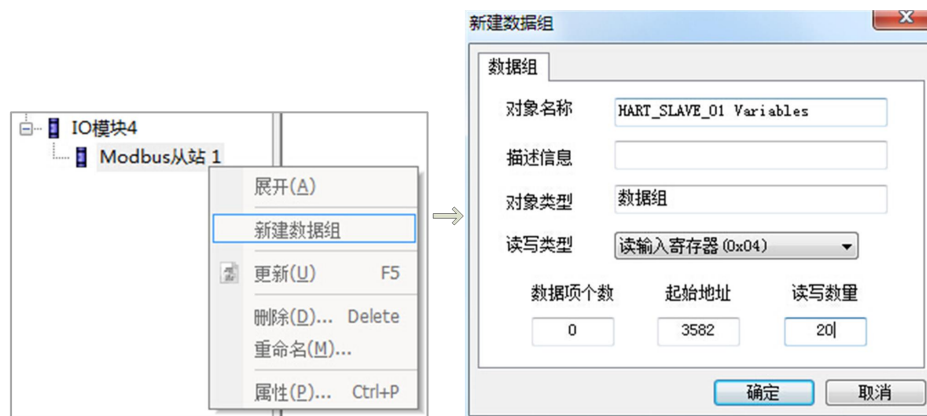 IO模块4
Modbus从站 1
展开(A)
新建数据组
更新(U) F5
删除(D)... Delete
重命名(M)...
属性(P)... Ctrl+P
新建数据组
数据组
对象名称 HART_SLAVE_01 Variables
描述信息
对象类型 数据组
读写类型 读输入寄存器(0x04)
数据项个数 起始地址 读写数量
0 3582 20
确定 取消